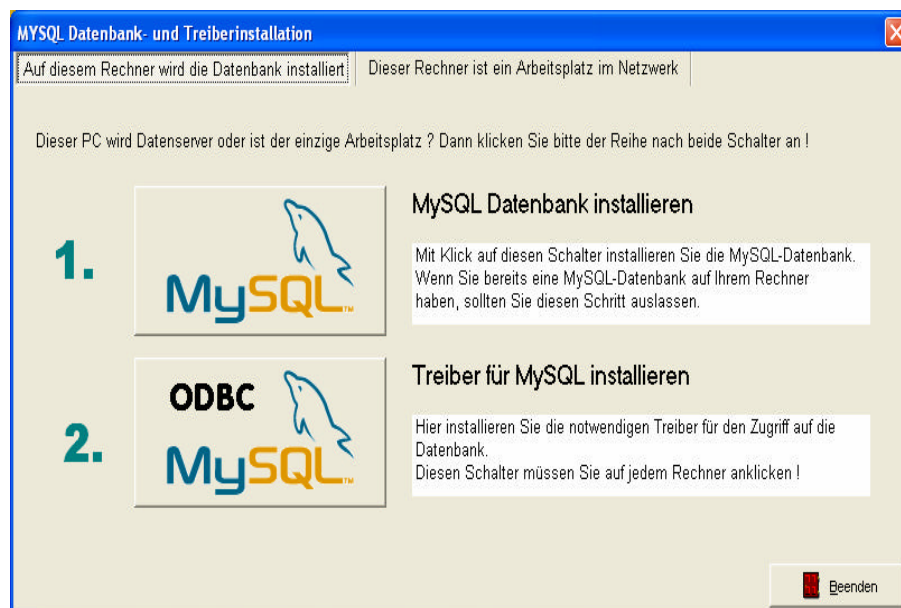 MYSQL Datenbank- und Treiberinstallation
Auf diesem Rechner wird die Datenbank installiert
Dieser Rechner ist ein Arbeitsplatz im Netzwerk
Dieser PC wird Datenserver oder ist der einzige Arbeitsplatz ? Dann klicken Sie bitte der Reihe nach beide Schalter an !
1.
MySQL™
MySQL Datenbank installieren
Mit Klick auf diesen Schalter installieren Sie die MySQL-Datenbank.
Wenn Sie bereits eine MySQL-Datenbank auf Ihrem Rechner
haben, sollten Sie diesen Schritt auslassen.
2.
ODBC
MySQL™
Treiber für MySQL installieren
Hier installieren Sie die notwendigen Treiber für den Zugriff auf die
Datenbank.
Diesen Schalter müssen Sie auf jedem Rechner anklicken !
Beenden